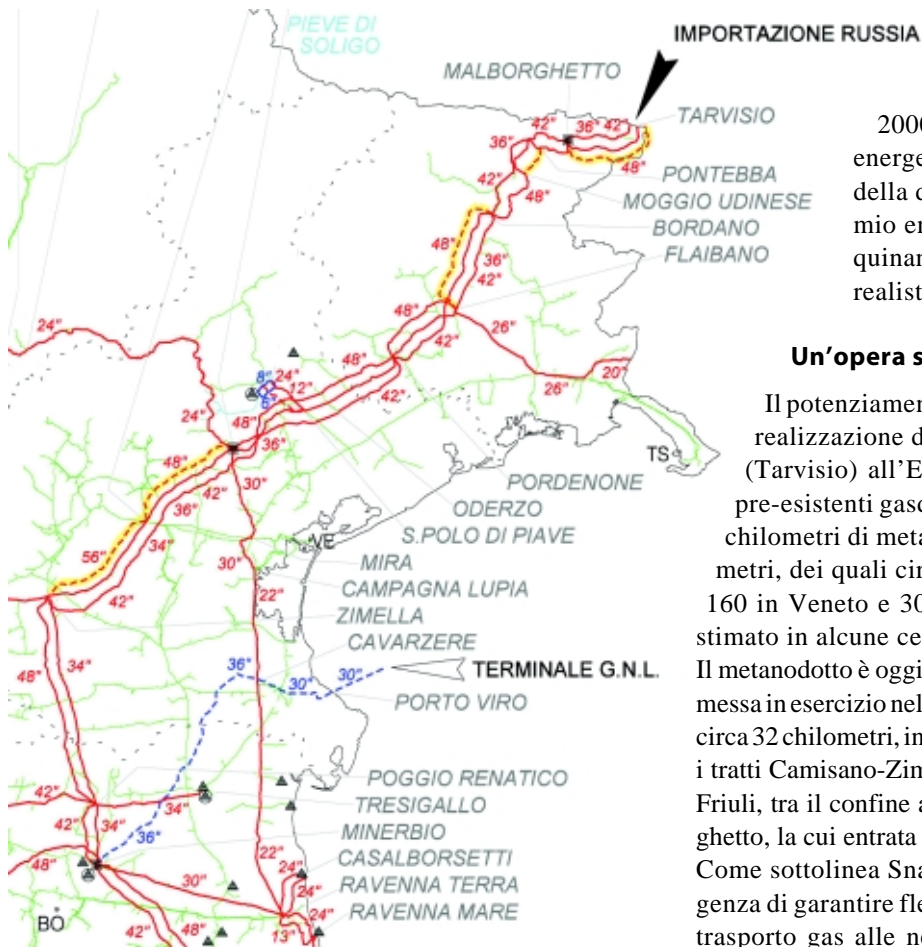 PIEVE DI
SOLIGO
IMPORTAZIONE RUSSIA
MALBORGHETTO
TARVISIO
42"
36"
42"
36"
48"
PONTEBBA
42"
48"
MOGGIO UDINESE
BORDANO
48"
36"
FLAIBANO
42"
24"
48"
42"
26"
48"
8"
24"
12"
6"
42"
26"
20"
24"
48"
36"
TS
48"
42"
30"
PORDENONE
36"
ODERZO
S.POLO DI PIAVE
34"
VE
56"
30"
MIRA
42"
22"
CAMPAGNA LUPIA
ZIMELLA
CAVARZERE
48"
34"
36"
30"
30"
TERMINALE G.N.L.
PORTO VIRO
POGGIO RENATICO
42"
34"
TRESIGALLO
42"
34"
36"
MINERBIO
48"
22"
24"
CASALBORSETTI
30"
24"
RAVENNA TERRA
BO
24"
RAVENNA MARE
48"
42"
13"
2000
energe
della c
mio er
quinar
realist
Un'opera s
Il potenziamen
realizzazione d
(Tarvisio) all'E
pre-esistenti gasd
chilometri di meta
metri, dei quali cir
160 in Veneto e 30
stimato in alcune ce
Il metanodotto è oggi
messa in esercizio nel
circa 32 chilometri, in
i tratti Camisano-Zim
Friuli, tra il confine a
ghetto, la cui entrata
Come sottolinea Sna
genza di garantire fle
trasporto gas alle no